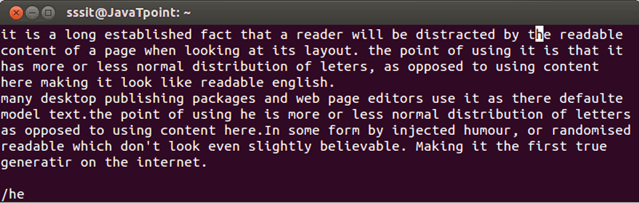 sssit@JavaTpoint: ~
it is a long established fact that a reader will be distracted by the readable
content of a page when looking at its layout. the point of using it is that it
has more or less normal distribution of leters, as opposed to using content
here making it look like readable english.
many desktop publishing packages and web page editors use it as there defaulte
model text.the point of using he is more or less normal distribution of letters
as opposed to using content here.In some form by injected humour, or randomised
readable which don't look even slightly believable. Making it the first true
generatir on the internet.
/he